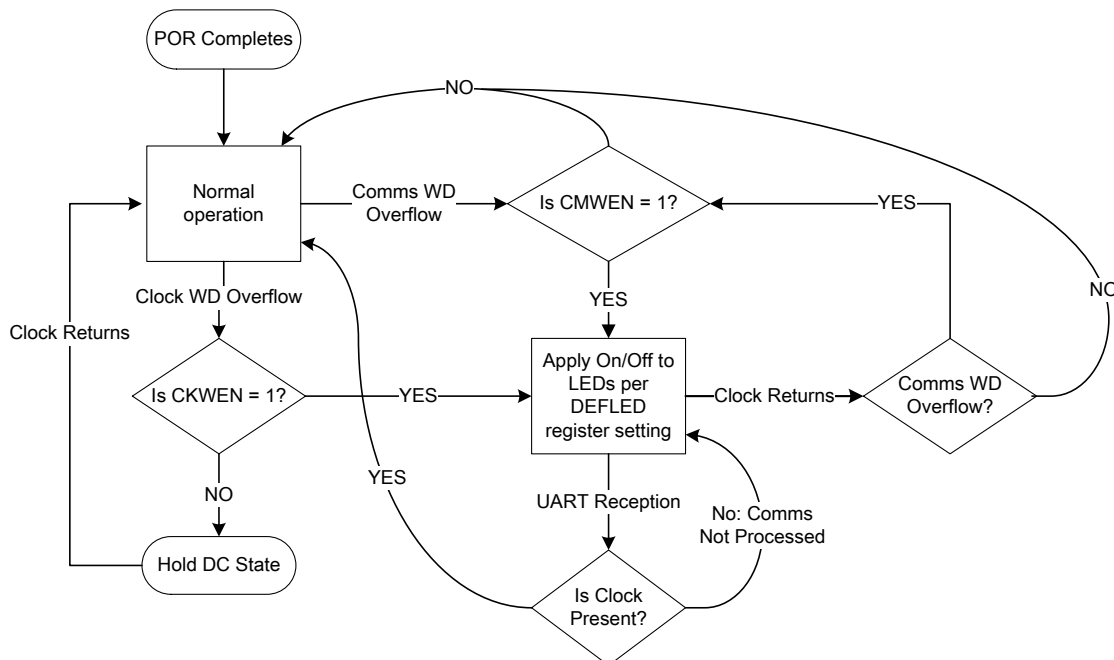 POR Completes
NO
Normal
operation
Comms WD
Overflow
Is CMWEN = 1?
YES
NO
Clock WD Overflow
YES
Clock Returns
Is CKWEN = 1?
YES
Apply On/Off to
LEDs per
DEFLED
register setting
Clock Returns
Comms WD
Overflow?
YES
NO
UART Reception
No: Comms
Not Processed
Hold DC State
Is Clock
Present?